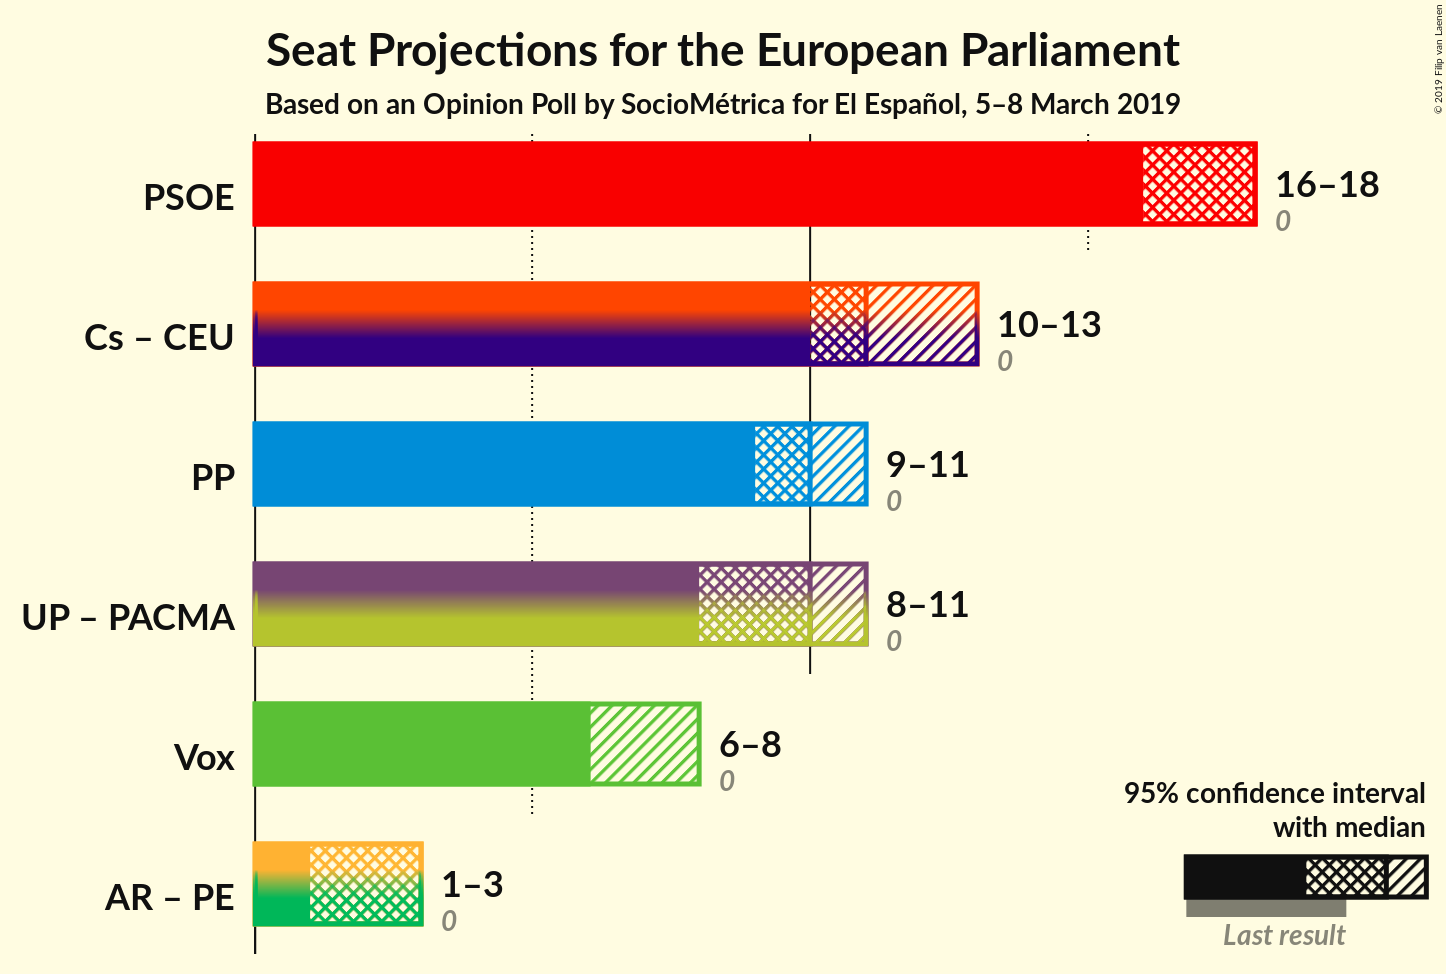 Seat Projections for the European Parliament
Based on an Opinion Poll by SocioMétrica for El Español, 5–8 March 2019
© 2019 Filip van Laenen
PSOE
16–18
0
Cs – CEU
10–13
0
PP
9–11
0
UP – PACMA
8–11
0
Vox
6–8
0
AR – PE
1–3
0
95% confidence interval
with median
Last result